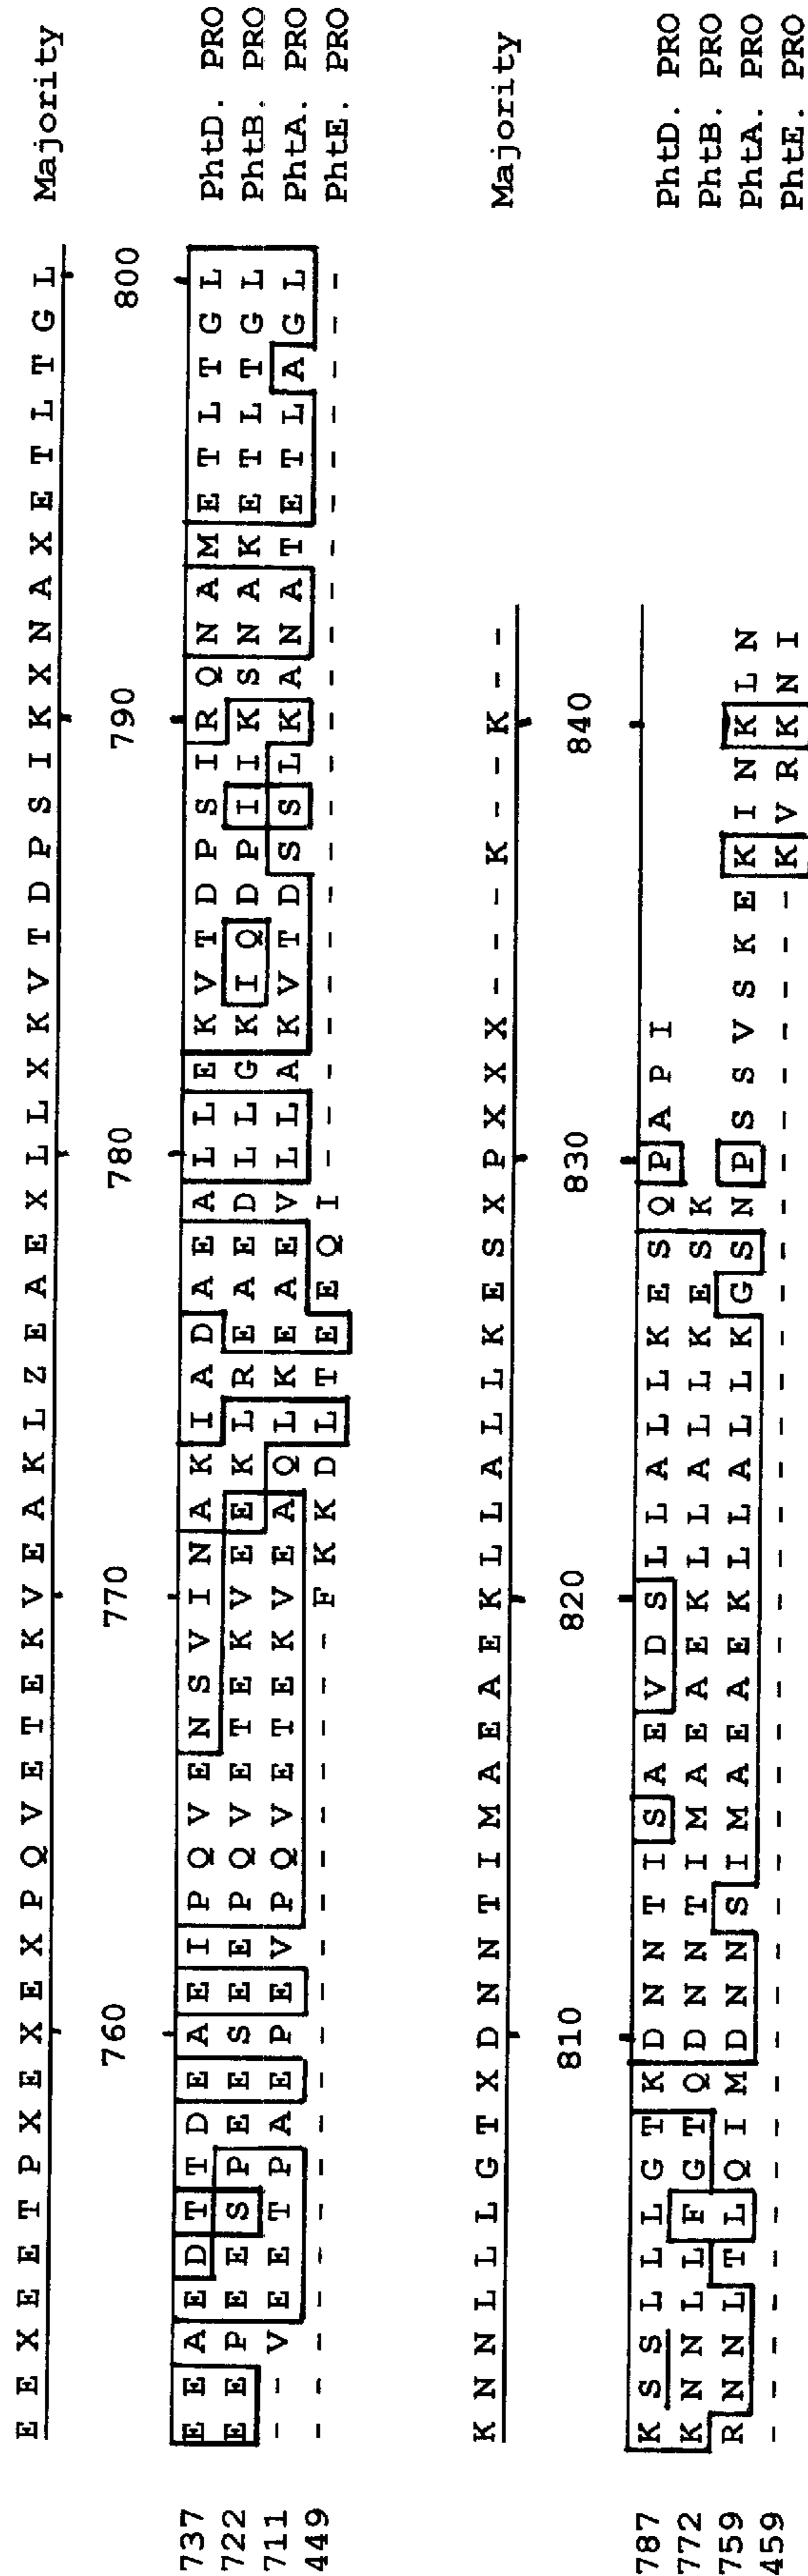 E E X E E T P X E X E X P Q V E T E K V E A K L Z E A E X L L X K V T D P S I K X N A X E T L T G L Majority
760 770 780 790 800
737 E E A E D T T D E A E I P Q V E N S V I N A K I A D A E A L L E K V T D P S I R Q N A M E T L T G L PhtD. PRO
722 E E P E E S P E E S E E P Q V E T E K V E E K L R E A E D L L G K I Q D P I I K S N A K E T L T G L PhtB. PRO
711 - - V E E T P A E P E V P Q V E T E K V E A Q L K E A E V L L A K V T D S S L K A N A T E T L A G L PhtA. PRO
449 - - - - - - - - - - - - - - - - - - - F K K D L T E E Q I - - - - - - - - - - - - - - - - - - - - - PhtE. PRO
K N N L L L G T X D N N T I M A E A E K L L A L L K E S X P X X X - - - K - - K - - Majority
810 820 830 840
787 K S S L L L G T K D N N T I S A E V D S L L A L L K E S Q P A P I PhtD. PRO
772 K N N L L F G T Q D N N T I M A E A E K L L A L L K E S K PhtB. PRO
759 R N N L T L Q I M D N N S I M A E A E K L L A L L K G S N P S S V S K E K I N K L N PhtA. PRO
459 - - - - - - - - - - - - - - - - - - - - - - - - - - - - - - - - - - - - K V R K N I PhtE. PRO